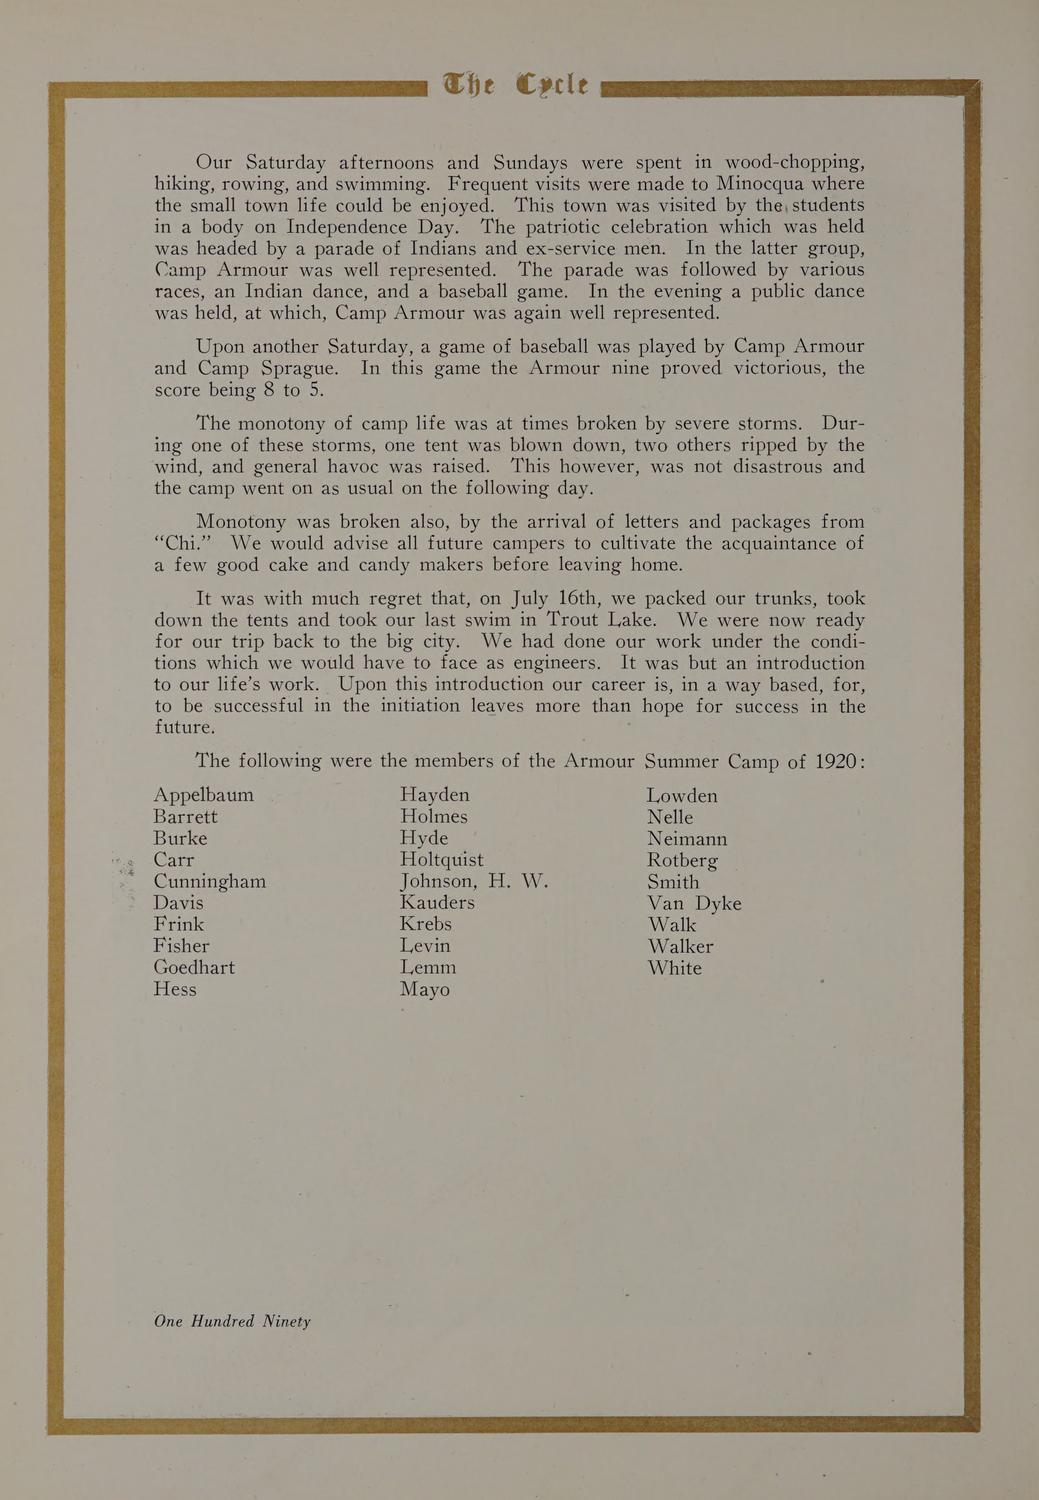 The Cycle
Our Saturday afternoons and Sundays were spent in wood-chopping,
hiking, rowing, and swimming. Frequent visits were made to Minocqua where
the small town life could be enjoyed. This town was visited by the students
in a body on Independence Day. The patriotic celebration which was held
was headed by a parade of Indians and ex-service men. In the latter group,
Camp Armour was well represented. The parade was followed by various
races, an Indian dance, and a baseball game. In the evening a public dance
was held, at which, Camp Armour was again well represented.
Upon another Saturday, a game of baseball was played by Camp Armour
and Camp Sprague. In this game the Armour nine proved victorious, the
score being 8 to 5.
The monotony of camp life was at times broken by severe storms. Dur-
ing one of these storms, one tent was blown down, two others ripped by the
wind, and general havoc was raised. This however, was not disastrous and
the camp went on as usual on the following day.
Monotony was broken also, by the arrival of letters and packages from
“Chi.” We would advise all future campers to cultivate the acquaintance of
a few good cake and candy makers before leaving home.
It was with much regret that, on July 16th, we packed our trunks, took
down the tents and took our last swim in Trout Lake. We were now ready
for our trip back to the big city. We had done our work under the condi-
tions which we would have to face as engineers. It was but an introduction
to our life’s work. Upon this introduction our career is, in a way based, for,
to be successful in the initiation leaves more than hope for success in the
future.
The following were the members of the Armour Summer Camp of 1920:
Appelbaum
Barrett
Burke
Carr
Cunningham
Davis
Frink
Fisher
Goedhart
Hess
Hayden
Holmes
Hyde
Holtquist
Johnson, H. W.
Kauders
Krebs
Levin
Lemm
Mayo
Lowden
Nelle
Neimann
Rotberg
Smith
Van Dyke
Walk
Walker
White
One Hundred Ninety